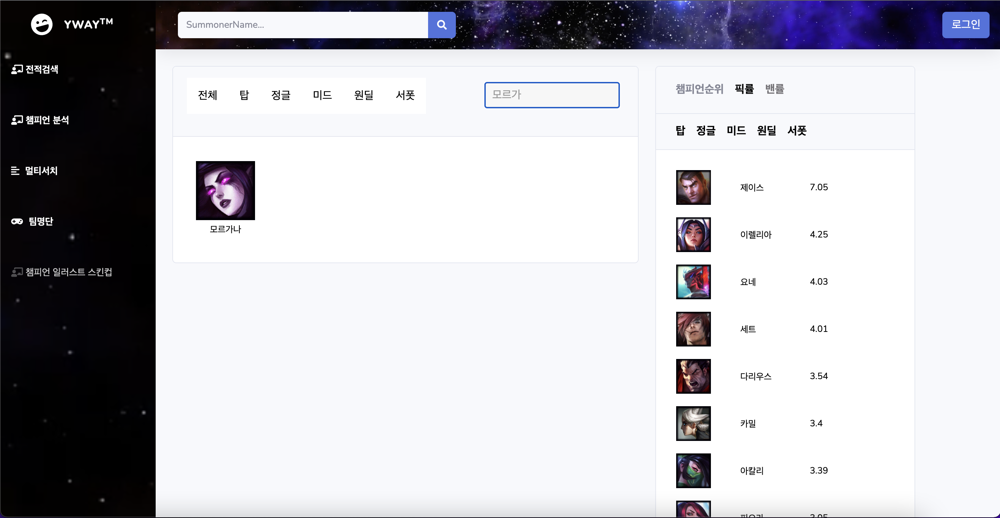 YWAY™
SummonerName...
로그인
전적검색
챔피언 분석
멀티서치
팀명단
챔피언 일러스트 스킨컵
전체 탑 정글 미드 원딜 서폿
모르가
모르가나
챔피언순위 픽률 밴률
탑 정글 미드 원딜 서폿
제이스 7.05
이렐리아 4.25
요네 4.03
세트 4.01
다리우스 3.54
카밀 3.4
아칼리 3.39